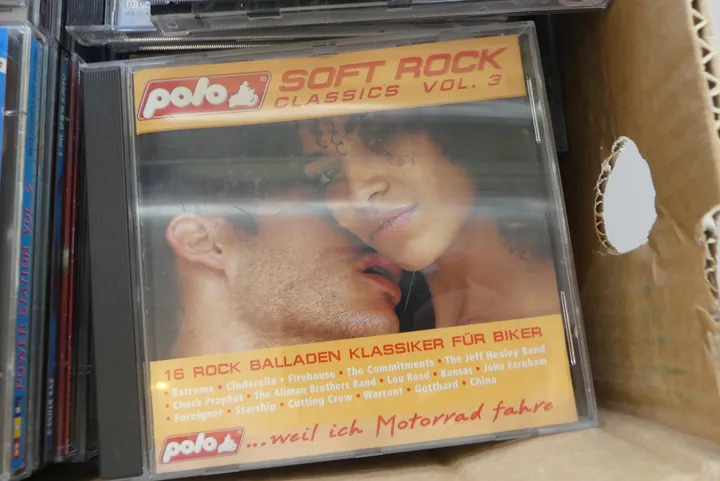 polo
SOFT ROCK
CLASSICS VOL. 3
16 ROCK BALLADEN KLASSIKER FÜR BIKER
• Extreme • Cinderella • Firehouse • The Commitments • The Jeff Healey Band
• Chuck Prophet • The Allman Brothers Band • Lou Reed • Kansas • John Farnham
• Foreigner • Starship • Cutting Crew • Warrent • Gotthard • China
polo ...weil ich Motorrad fahre